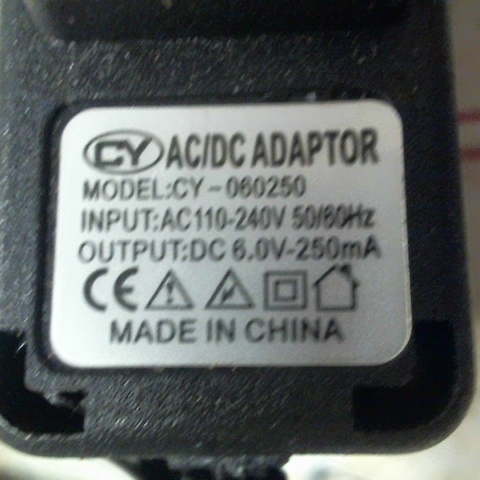 CY AC/DC ADAPTOR
MODEL:CY-060250
INPUT:AC110-240V 50/60Hz
OUTPUT:DC 6.0V-250mA
CE
MADE IN CHINA